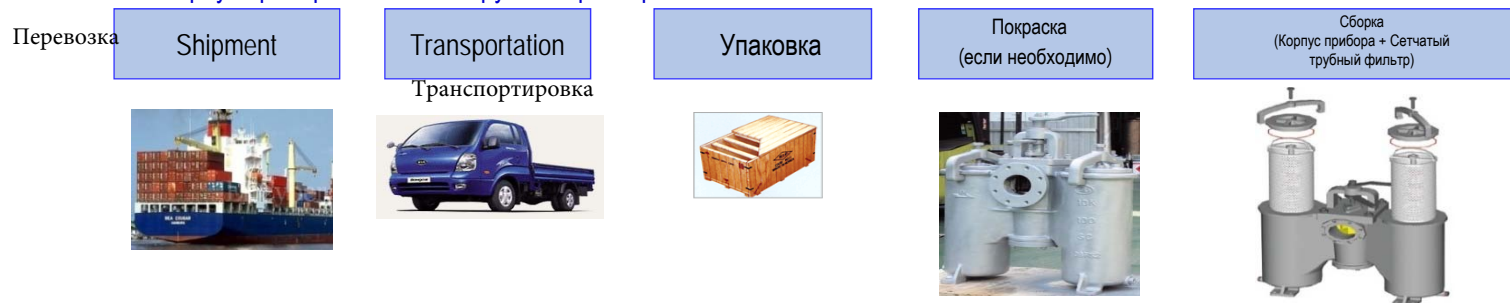 Перевозка
Shipment
Transportation
Транспортировка
Упаковка
Покраска
(если необходимо)
Сборка
(Корпус прибора + Сетчатый
трубный фильтр)